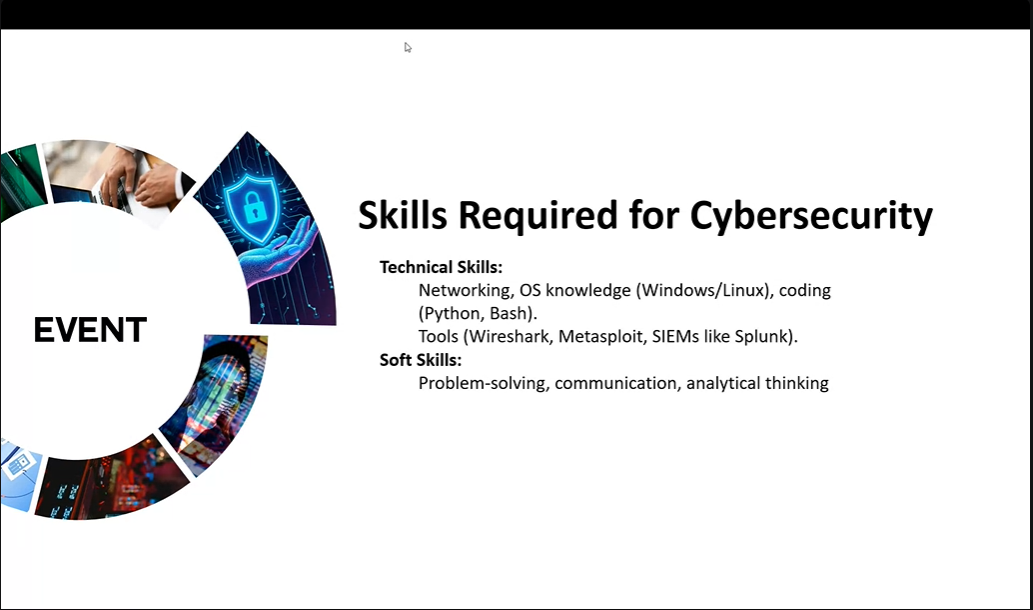 EVENT
Skills Required for Cybersecurity
Technical Skills:
Networking, OS knowledge (Windows/Linux), coding
(Python, Bash).
Tools (Wireshark, Metasploit, SIEMs like Splunk).
Soft Skills:
Problem-solving, communication, analytical thinking